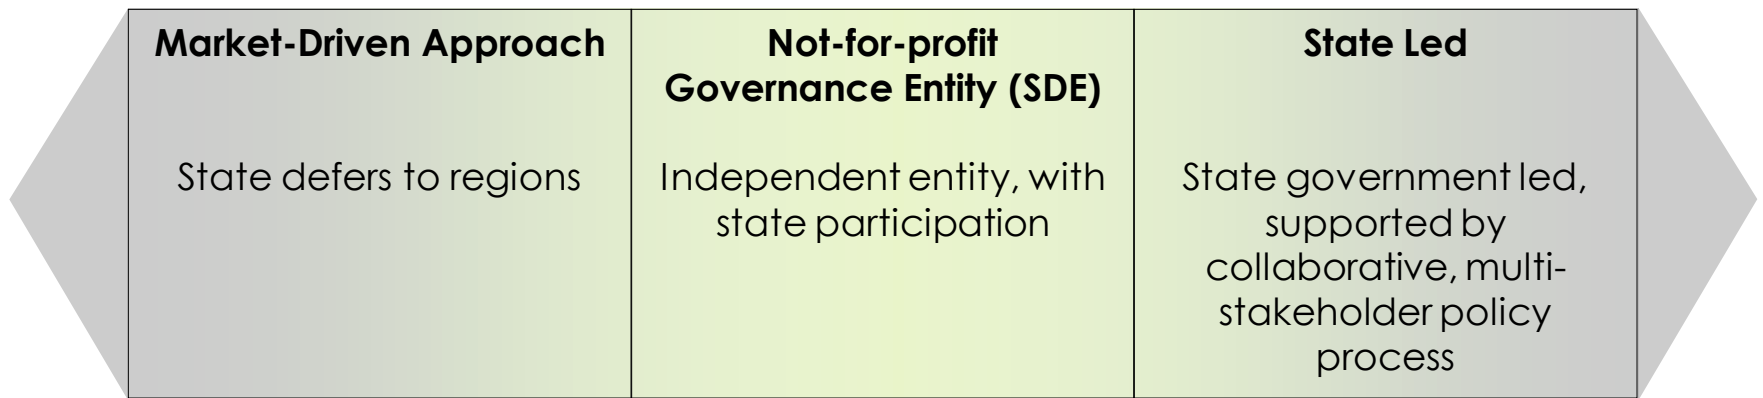 Market-Driven Approach
State defers to regions
Not-for-profit
Governance Entity (SDE)
Independent entity, with
state participation
State Led
State government led,
supported by
collaborative, multi-
stakeholder policy
process